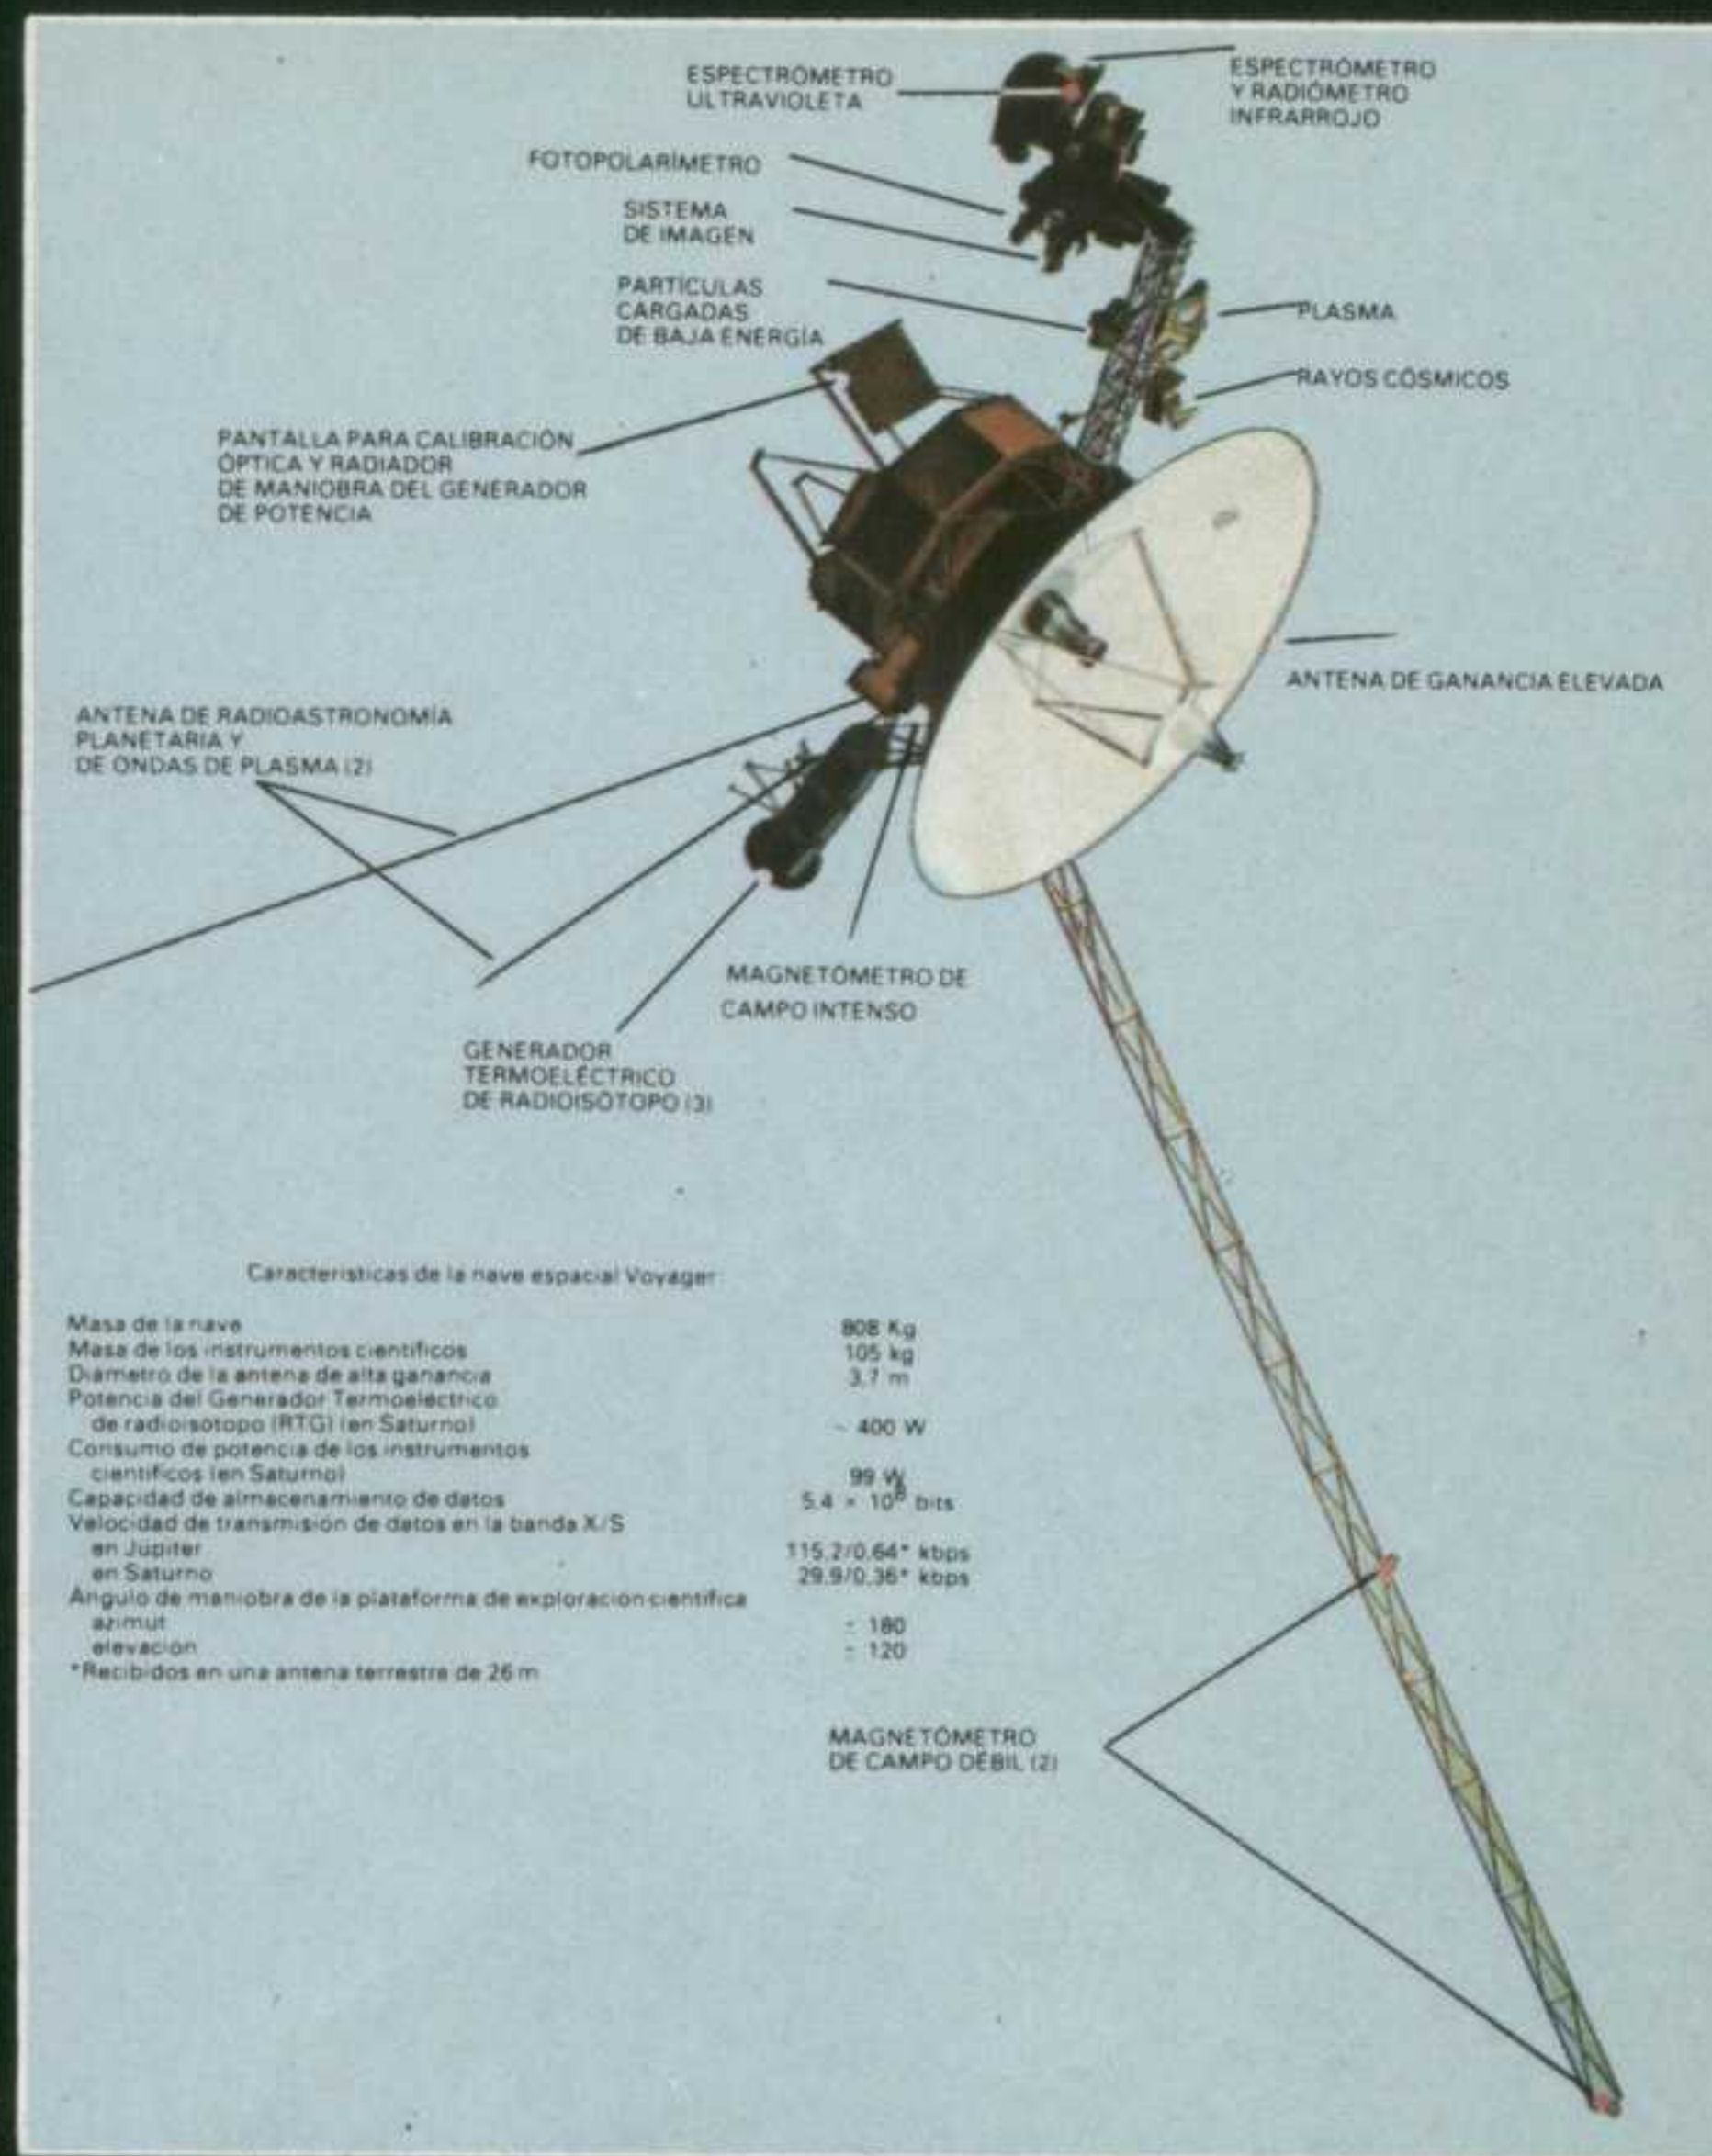 ESPECTRÓMETRO
ULTRAVIOLETA
ESPECTRÓMETRO
Y RADIÓMETRO
INFRARROJO
FOTOPOLARÍMETRO
SISTEMA
DE IMAGEN
PARTÍCULAS
CARGADAS
DE BAJA ENERGÍA
PLASMA
RAYOS CÓSMICOS
PANTALLA PARA CALIBRACIÓN
ÓPTICA Y RADIADOR
DE MANIOBRA DEL GENERADOR
DE POTENCIA
ANTENA DE GANANCIA ELEVADA
ANTENA DE RADIOASTRONOMÍA
PLANETARIA Y
DE ONDAS DE PLASMA (2)
MAGNETÓMETRO DE
CAMPO INTENSO
GENERADOR
TERMOELÉCTRICO
DE RADIOISÓTOPO (3)
Características de la nave espacial Voyager:
Masa de la nave 808 Kg
Masa de los instrumentos científicos 105 kg
Diámetro de la antena de alta ganancia 3,7 m
Potencia del Generador Termoeléctrico
de radioisótopo (RTG) (en Saturno) ~ 400 W
Consumo de potencia de los instrumentos
científicos (en Saturno) 99 W
Capacidad de almacenamiento de datos 5,4 × 10⁸ bits
Velocidad de transmisión de datos en la banda X/S
en Júpiter 115,2/0,64* kbps
en Saturno 29,9/0,36* kbps
Ángulo de maniobra de la plataforma de exploración científica
azimut 180
elevación 120
*Recibidos en una antena terrestre de 26 m
MAGNETÓMETRO
DE CAMPO DÉBIL (2)